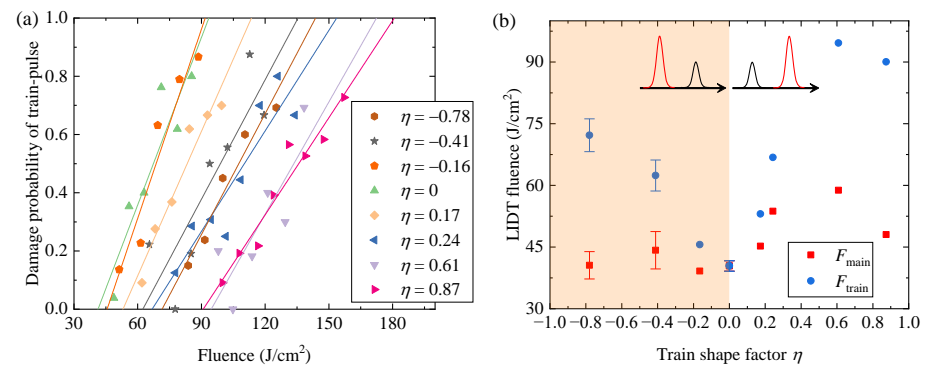 (a)
Damage probability of train-pulse
1.0
0.8
0.6
0.4
0.2
0.0
30
60
90
120
150
180
Fluence (J/cm²)
η = −0.78
η = −0.41
η = −0.16
η = 0
η = 0.17
η = 0.24
η = 0.61
η = 0.87
(b)
LIDT fluence (J/cm²)
90
75
60
45
30
−1.0
−0.8
−0.6
−0.4
−0.2
0.0
0.2
0.4
0.6
0.8
1.0
Train shape factor η
F_main
F_train